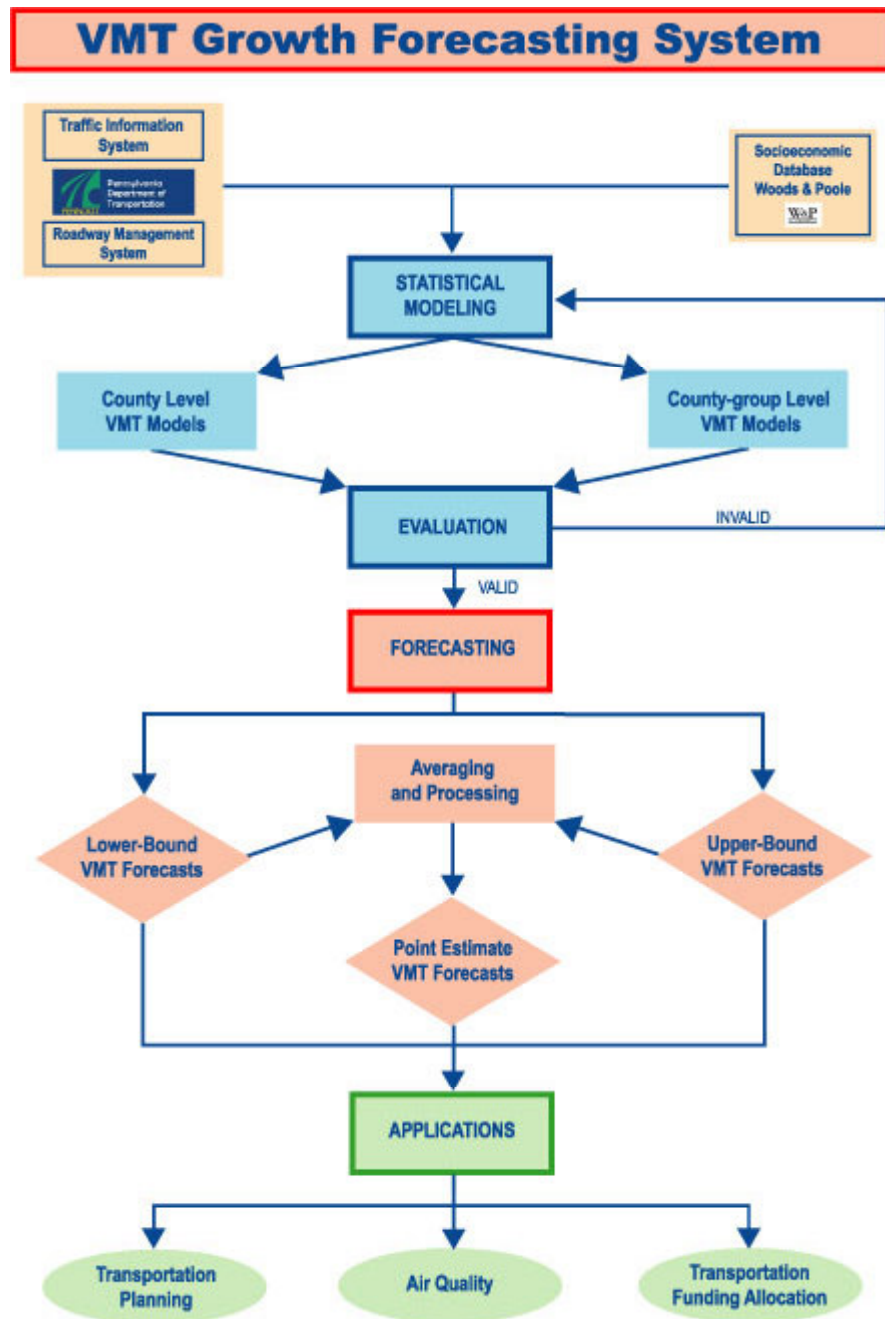 VMT Growth Forecasting System
Traffic Information
System
Pennsylvania
Department of
Transportation
Roadway Management
System
Socioeconomic
Database
Woods & Poole
W&P
STATISTICAL
MODELING
County Level
VMT Models
County-group Level
VMT Models
EVALUATION
INVALID
VALID
FORECASTING
Averaging
and Processing
Lower-Bound
VMT Forecasts
Upper-Bound
VMT Forecasts
Point Estimate
VMT Forecasts
APPLICATIONS
Transportation
Planning
Air Quality
Transportation
Funding Allocation